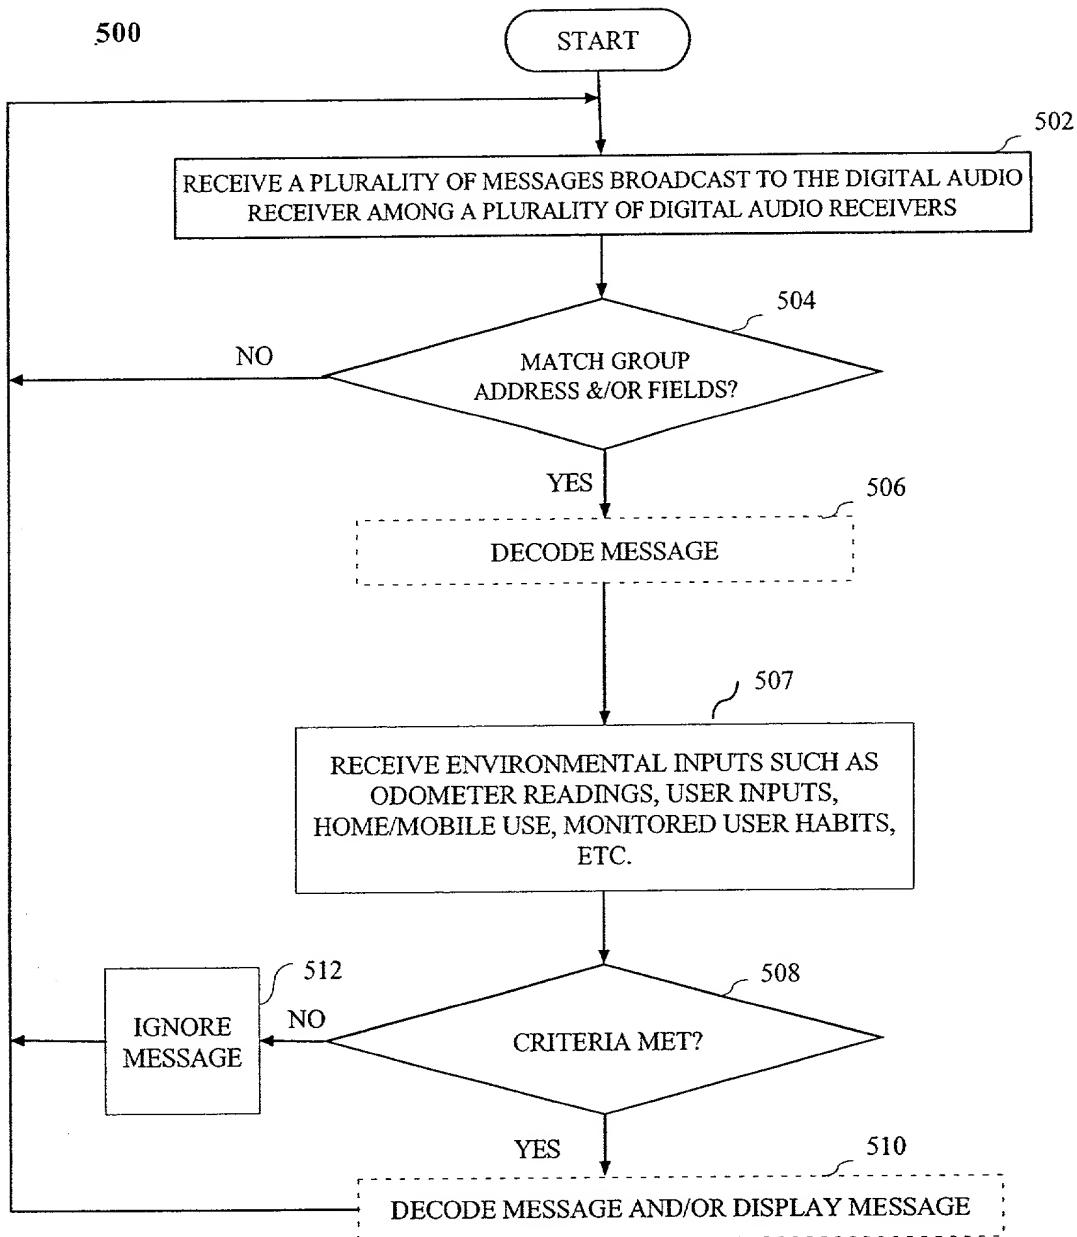 500
START
502
RECEIVE A PLURALITY OF MESSAGES BROADCAST TO THE DIGITAL AUDIO
RECEIVER AMONG A PLURALITY OF DIGITAL AUDIO RECEIVERS
504
NO
MATCH GROUP
ADDRESS &/OR FIELDS?
YES
506
DECODE MESSAGE
507
RECEIVE ENVIRONMENTAL INPUTS SUCH AS
ODOMETER READINGS, USER INPUTS,
HOME/MOBILE USE, MONITORED USER HABITS,
ETC.
512
508
IGNORE
MESSAGE
NO
CRITERIA MET?
YES
510
DECODE MESSAGE AND/OR DISPLAY MESSAGE